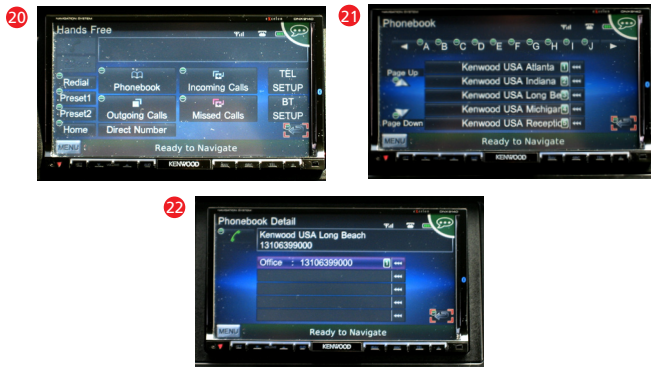 20
NAVIGATION SYSTEM
Hands Free
Redial
Phonebook
Incoming Calls
TEL
SETUP
Preset1
Preset2
Outgoing Calls
Missed Calls
BT
SETUP
Home
Direct Number
MENU
Ready to Navigate
KENWOOD
21
Phonebook
A B C D E F G H I J
Page Up
Kenwood USA Atlanta
Kenwood USA Indiana
Kenwood USA Long Be
Kenwood USA Michigan
Page Down
Kenwood USA Receptio
MENU
Ready to Navigate
KENWOOD
22
Phonebook Detail
Kenwood USA Long Beach
13106399000
Office : 13106399000
MENU
Ready to Navigate
KENWOOD